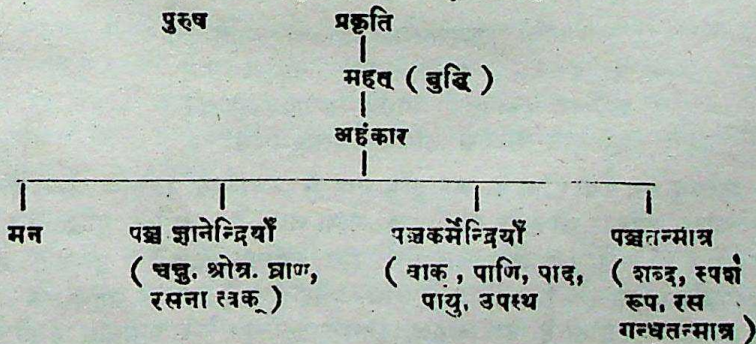 पुरुष प्रकृति
महत् ( बुद्धि )
अहंकार
मन पञ्च ज्ञानेन्द्रियाँ पञ्चकर्मेन्द्रियाँ पञ्चतन्मात्र
( चक्षु, श्रोत्र. घ्राण, ( वाक् , पाणि, पाद, ( शब्द, स्पर्श
रसना त्वक् ) पायु, उपस्थ रूप, रस
गन्धतन्मात्र )